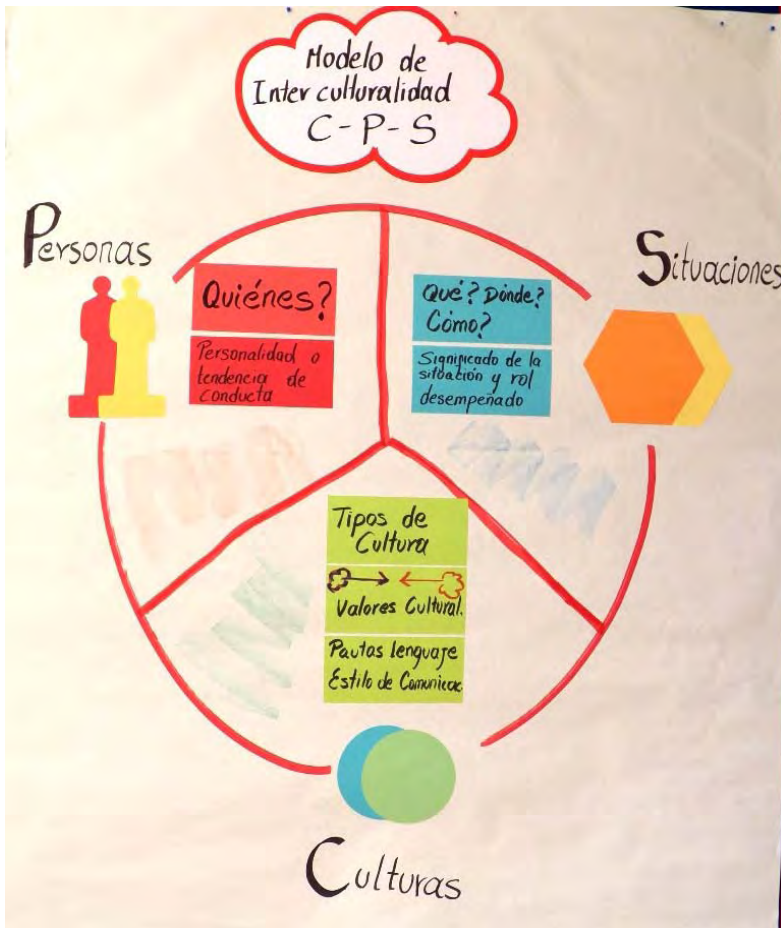 Modelo de
Interculturalidad
C-P-S
Personas
Quiénes?
Personalidad o
tendencia de
conducta
Situaciones
Qué? Dónde?
Cómo?
Significado de la
situación y rol
desempeñado
Tipos de
Cultura
Valores Cultural.
Pautas lenguaje
Estilo de Comunicac.
Culturas